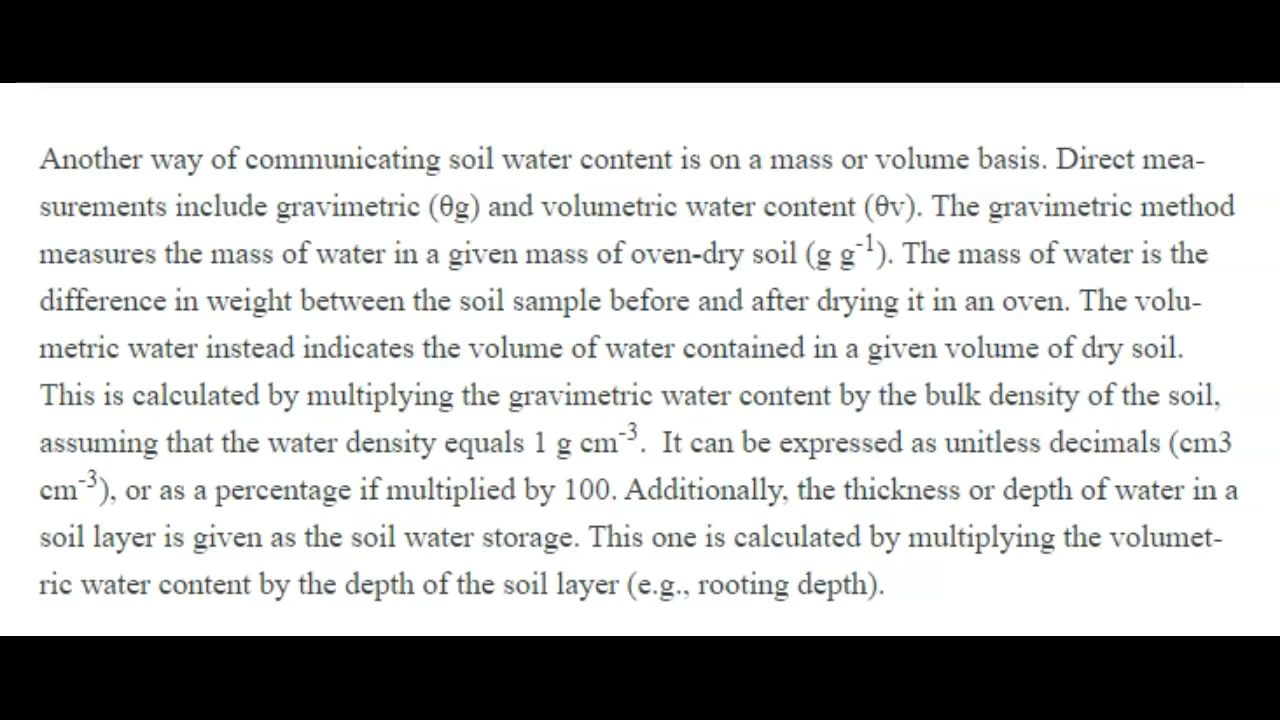 Another way of communicating soil water content is on a mass or volume basis. Direct mea-
surements include gravimetric (θg) and volumetric water content (θv). The gravimetric method
measures the mass of water in a given mass of oven-dry soil (g g⁻¹). The mass of water is the
difference in weight between the soil sample before and after drying it in an oven. The volu-
metric water instead indicates the volume of water contained in a given volume of dry soil.
This is calculated by multiplying the gravimetric water content by the bulk density of the soil,
assuming that the water density equals 1 g cm⁻³. It can be expressed as unitless decimals (cm3
cm⁻³), or as a percentage if multiplied by 100. Additionally, the thickness or depth of water in a
soil layer is given as the soil water storage. This one is calculated by multiplying the volumet-
ric water content by the depth of the soil layer (e.g., rooting depth).